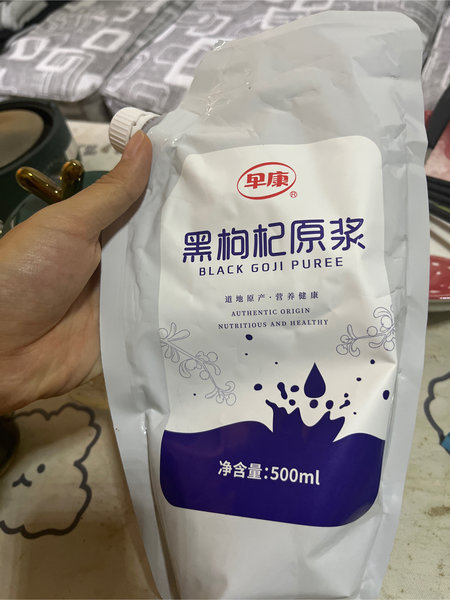 早康
®
黑枸杞原浆
BLACK GOJI PUREE
道地原产·营养健康
AUTHENTIC ORIGIN
NUTRITIOUS AND HEALTHY
净含量:500ml